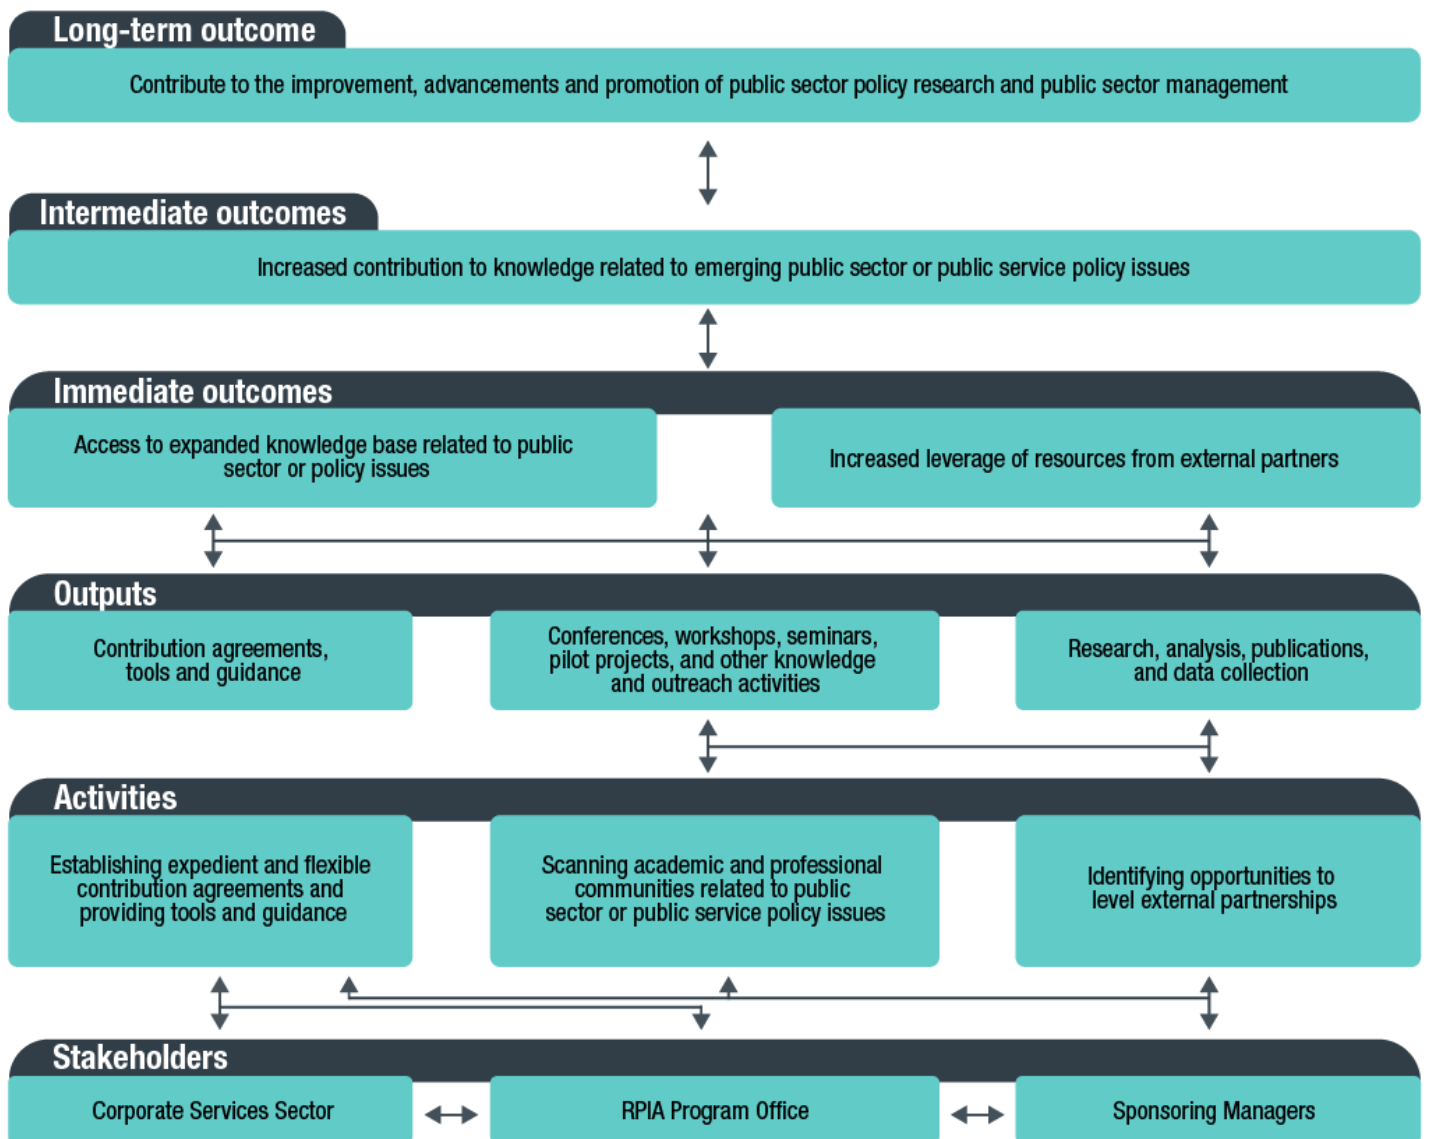 Long-term outcome
Contribute to the improvement, advancements and promotion of public sector policy research and public sector management
Intermediate outcomes
Increased contribution to knowledge related to emerging public sector or public service policy issues
Immediate outcomes
Access to expanded knowledge base related to public
sector or policy issues
Increased leverage of resources from external partners
Outputs
Contribution agreements,
tools and guidance
Conferences, workshops, seminars,
pilot projects, and other knowledge
and outreach activities
Research, analysis, publications,
and data collection
Activities
Establishing expedient and flexible
contribution agreements and
providing tools and guidance
Scanning academic and professional
communities related to public
sector or public service policy issues
Identifying opportunities to
level external partnerships
Stakeholders
Corporate Services Sector
RPIA Program Office
Sponsoring Managers